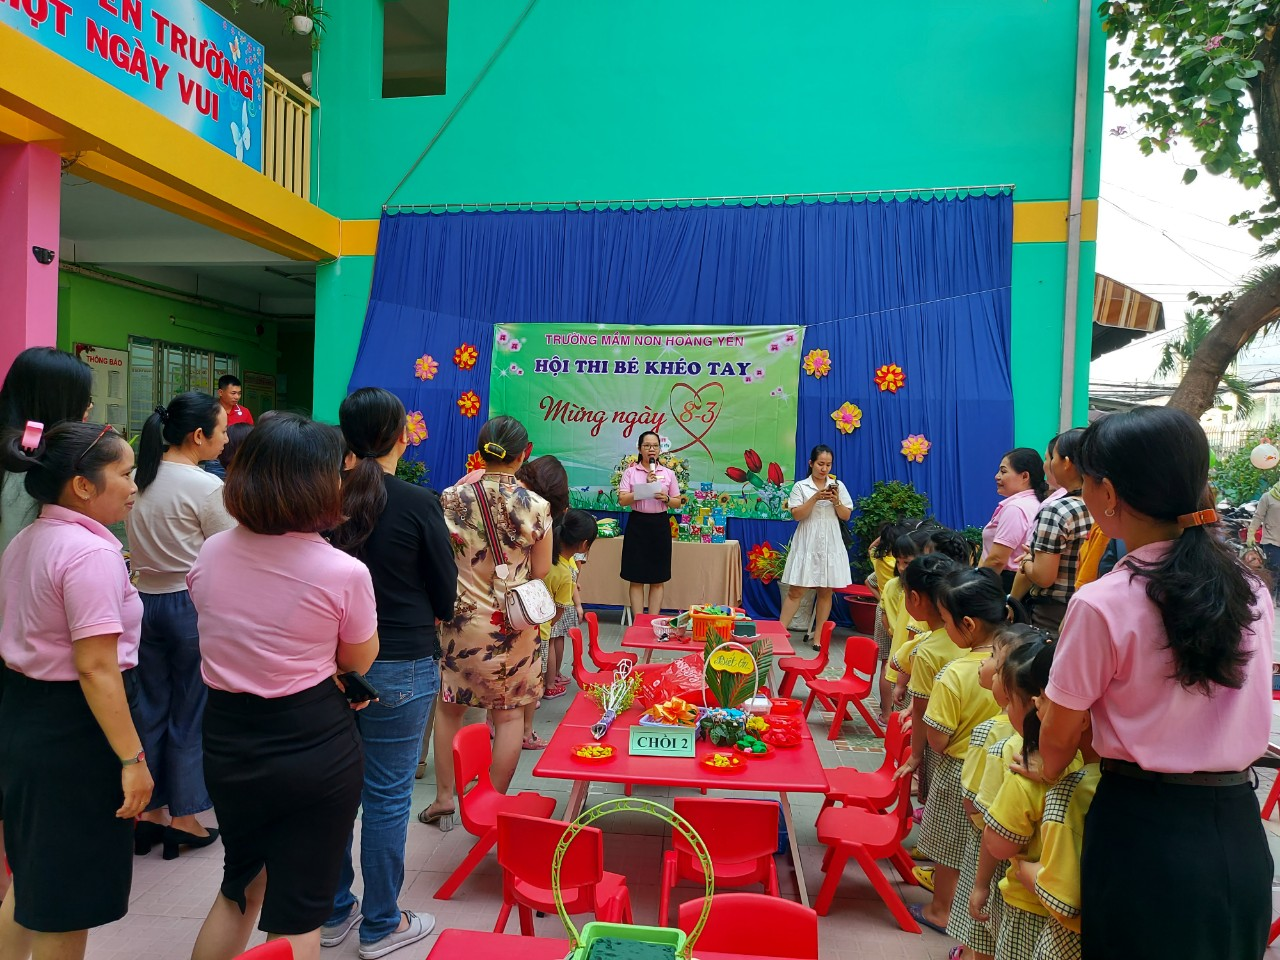 ẾN TRƯỜNG
MỘT NGÀY VUI
THÔNG BÁO
TRƯỜNG MẦM NON HOÀNG YẾN
HỘI THI BÉ KHÉO TAY
Mừng ngày 8-3
CHỒI 2